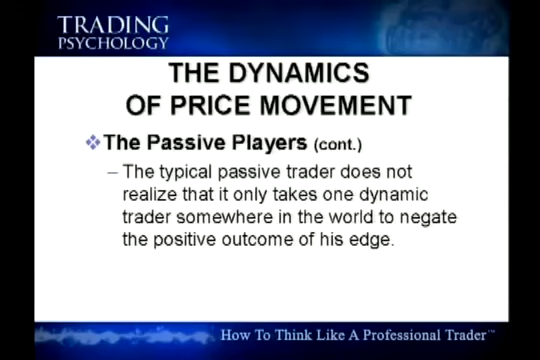 TRADING
PSYCHOLOGY
THE DYNAMICS
OF PRICE MOVEMENT
❖The Passive Players (cont.)
– The typical passive trader does not
realize that it only takes one dynamic
trader somewhere in the world to negate
the positive outcome of his edge.
How To Think Like A Professional Trader™